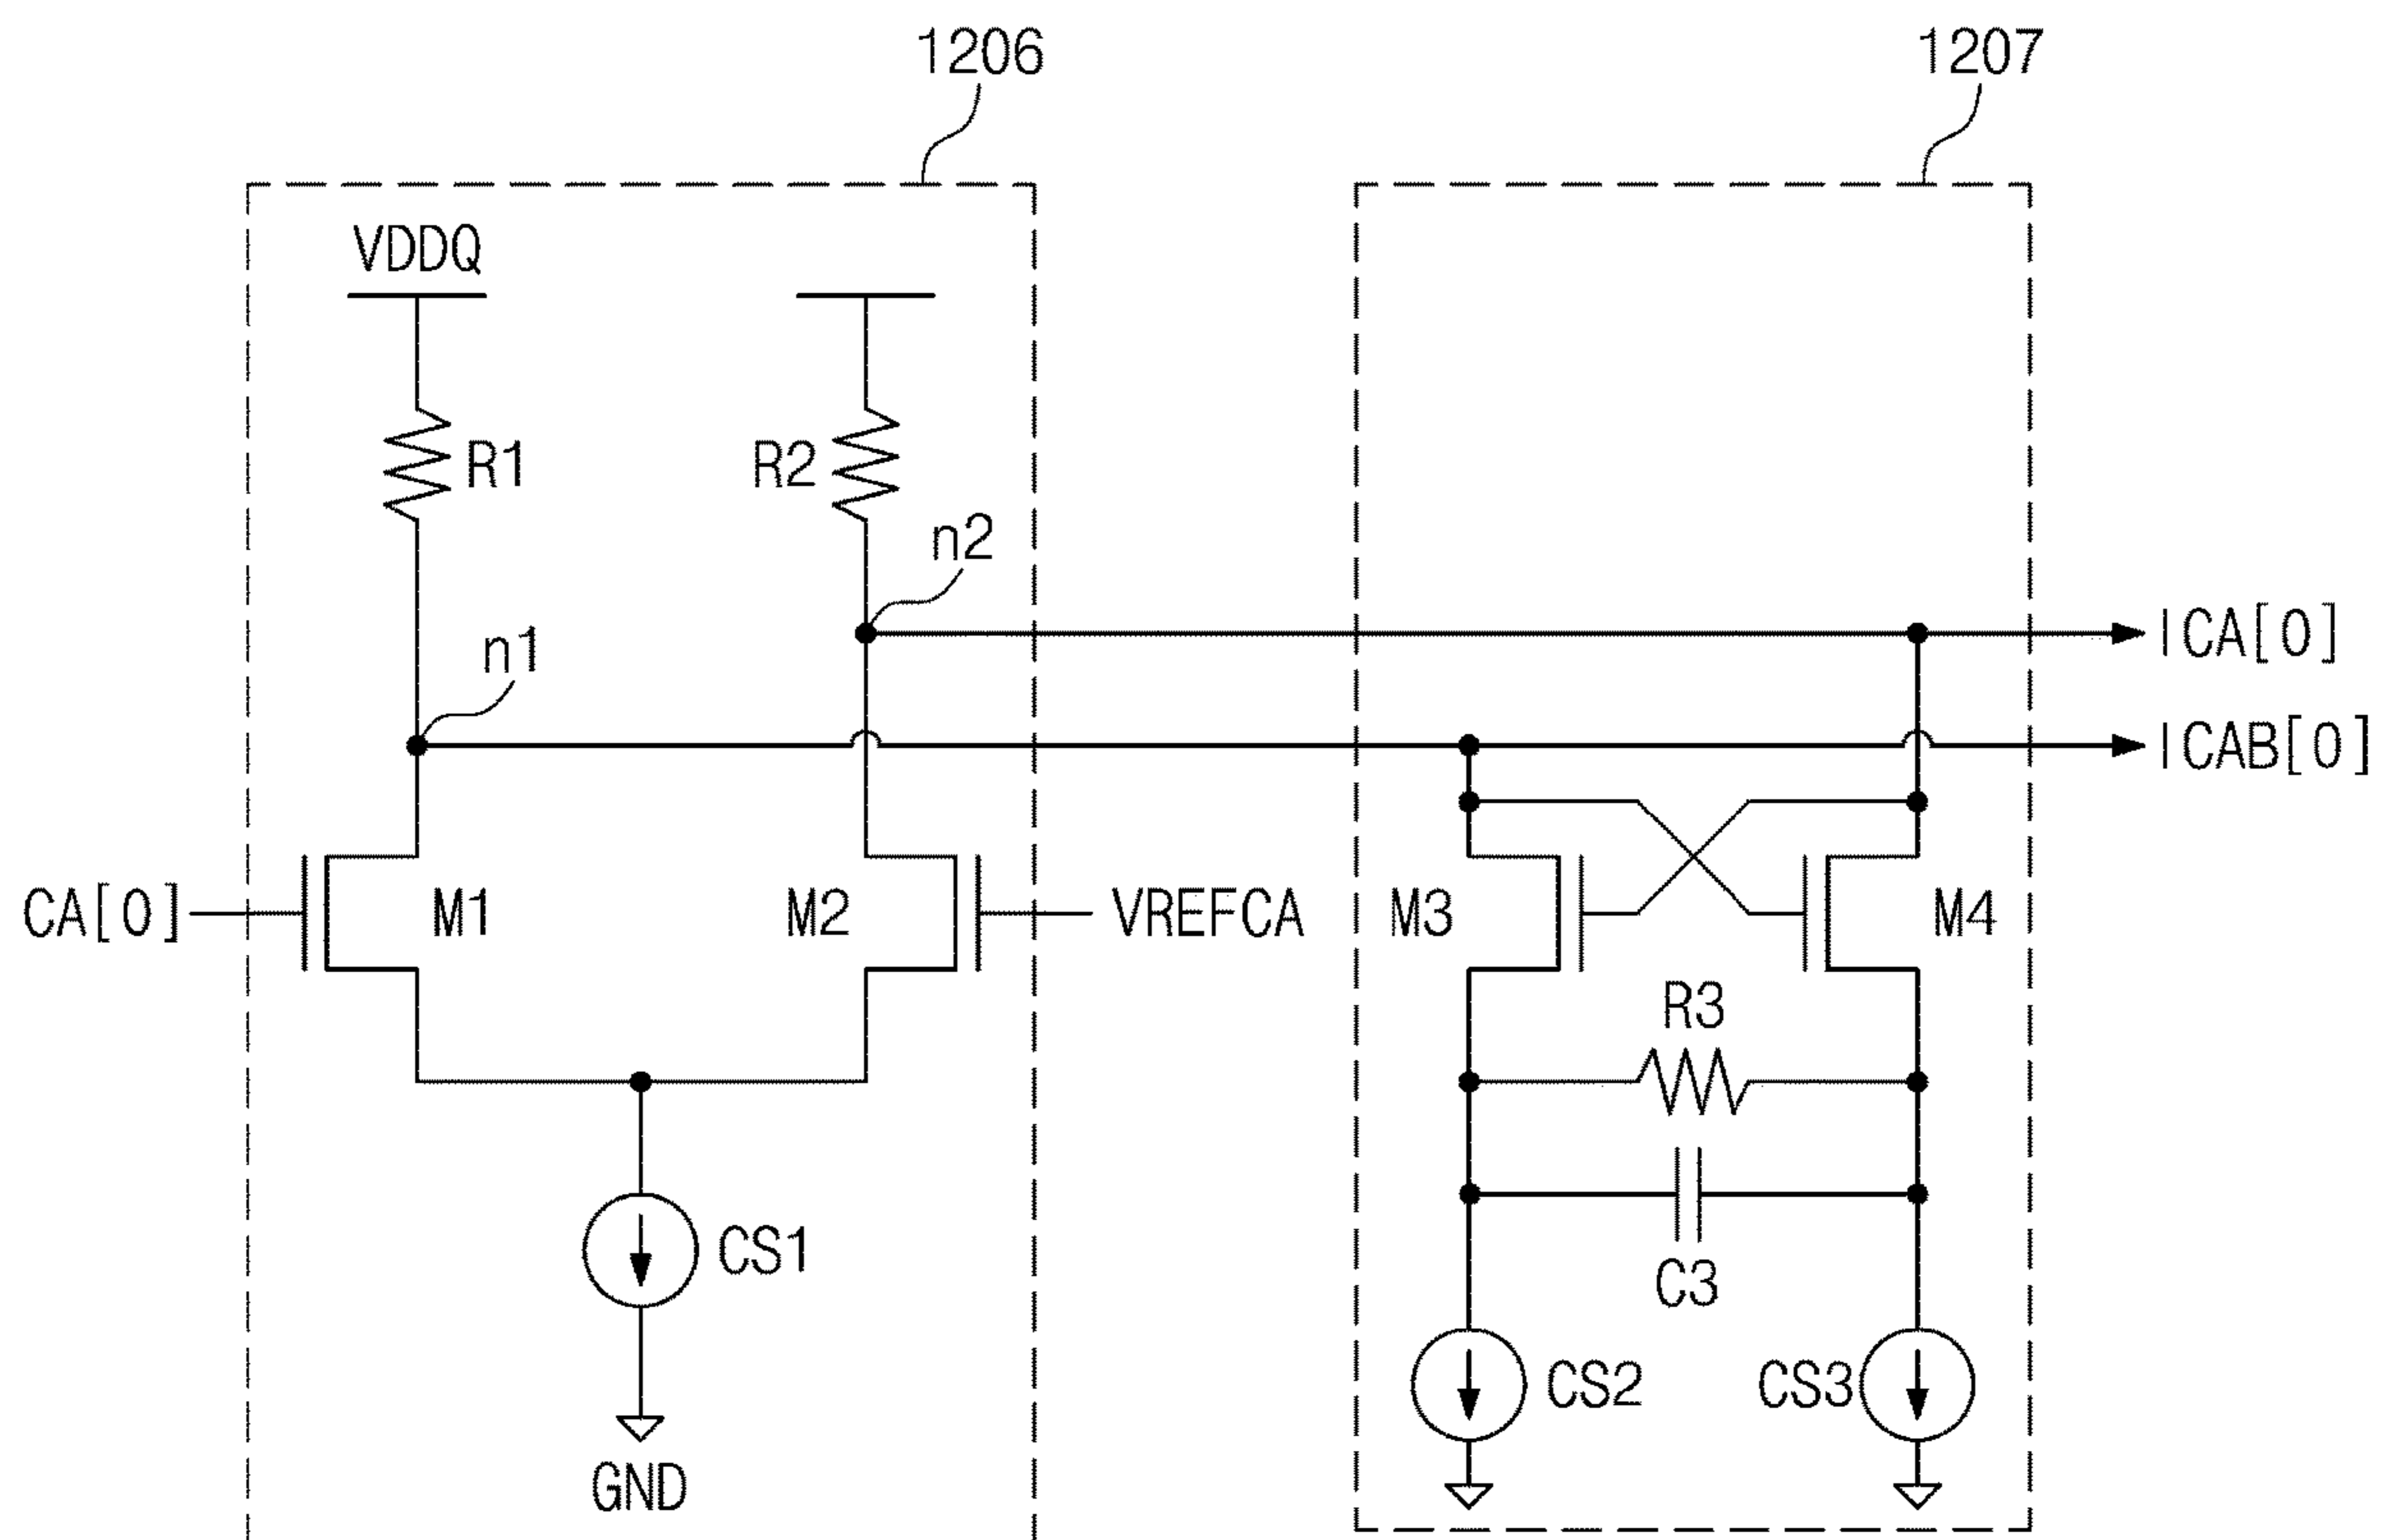 1206
1207
VDDQ
R1
R2
n2
n1
ICA[0]
ICAB[0]
CA[0]
M1
M2
VREFCA
M3
M4
R3
CS1
C3
CS2
CS3
GND